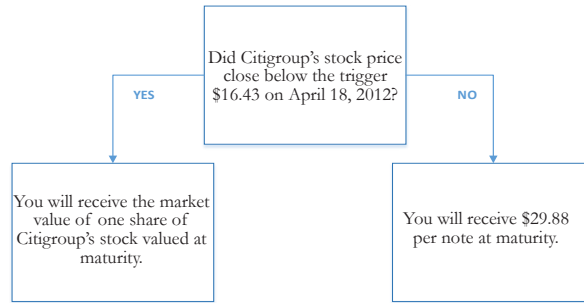 Did Citigroup's stock price
close below the trigger
$16.43 on April 18, 2012?
YES
NO
You will receive the market
value of one share of
Citigroup's stock valued at
maturity.
You will receive $29.88
per note at maturity.